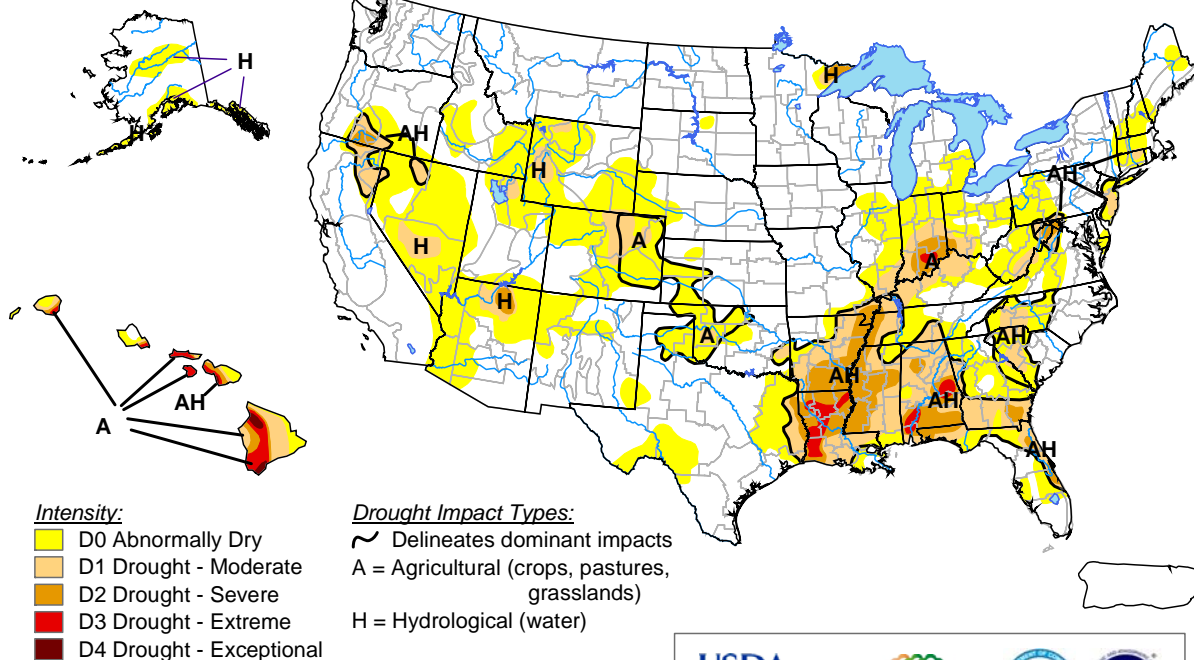 H
H
H
AH
AH
H
A
H
A
H
A
AH
AH
AH
A
AH
AH
Intensity:
D0 Abnormally Dry
D1 Drought - Moderate
D2 Drought - Severe
D3 Drought - Extreme
D4 Drought - Exceptional
Drought Impact Types:
Delineates dominant impacts
A = Agricultural (crops, pastures,
grasslands)
H = Hydrological (water)
USDA